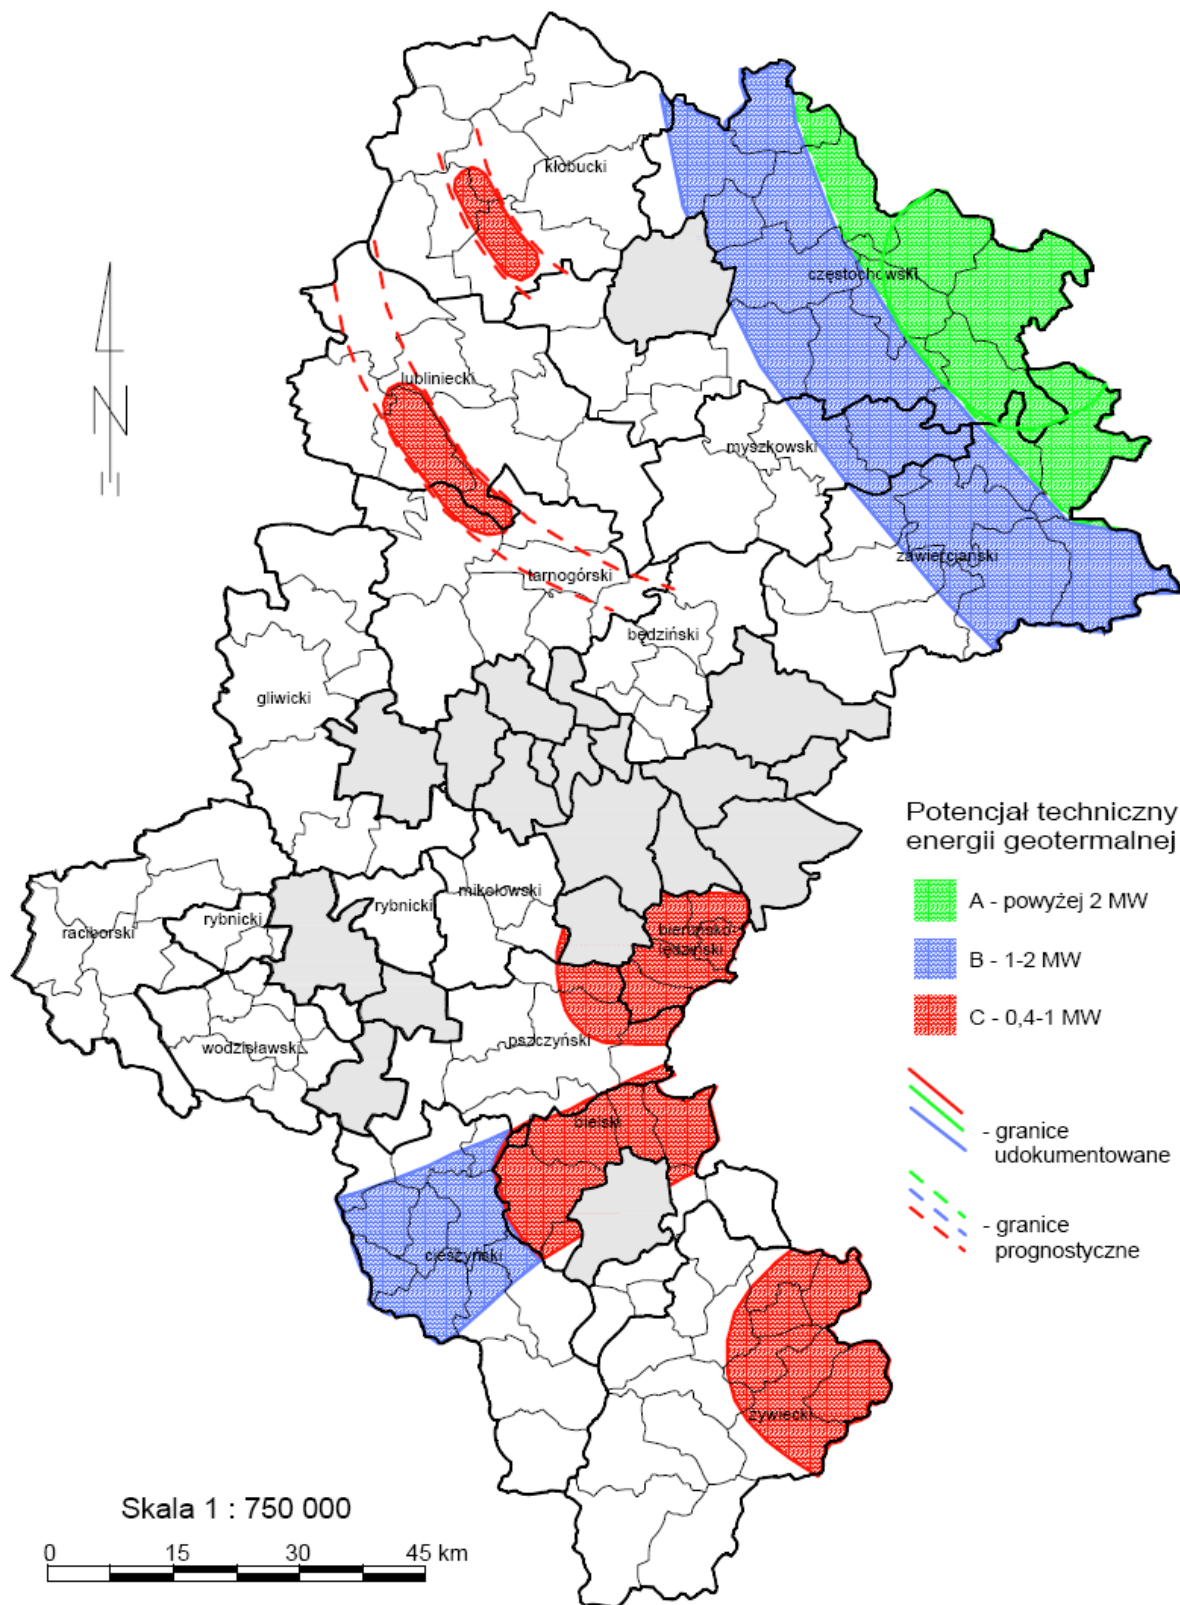 kłobucki
częstochowski
lubliniecki
myszkowski
zawierciański
tarnogórski
będziński
gliwicki
mikołowski
rybnicki
rybnicki
raciborski
bieruńsko
lędziński
pszczyński
wodzisławski
bielski
cieszyński
żywiecki
N
Potencjał techniczny
energii geotermalnej
A - powyżej 2 MW
B - 1-2 MW
C - 0,4-1 MW
- granice
udokumentowane
- granice
prognostyczne
Skala 1 : 750 000
0 15 30 45 km